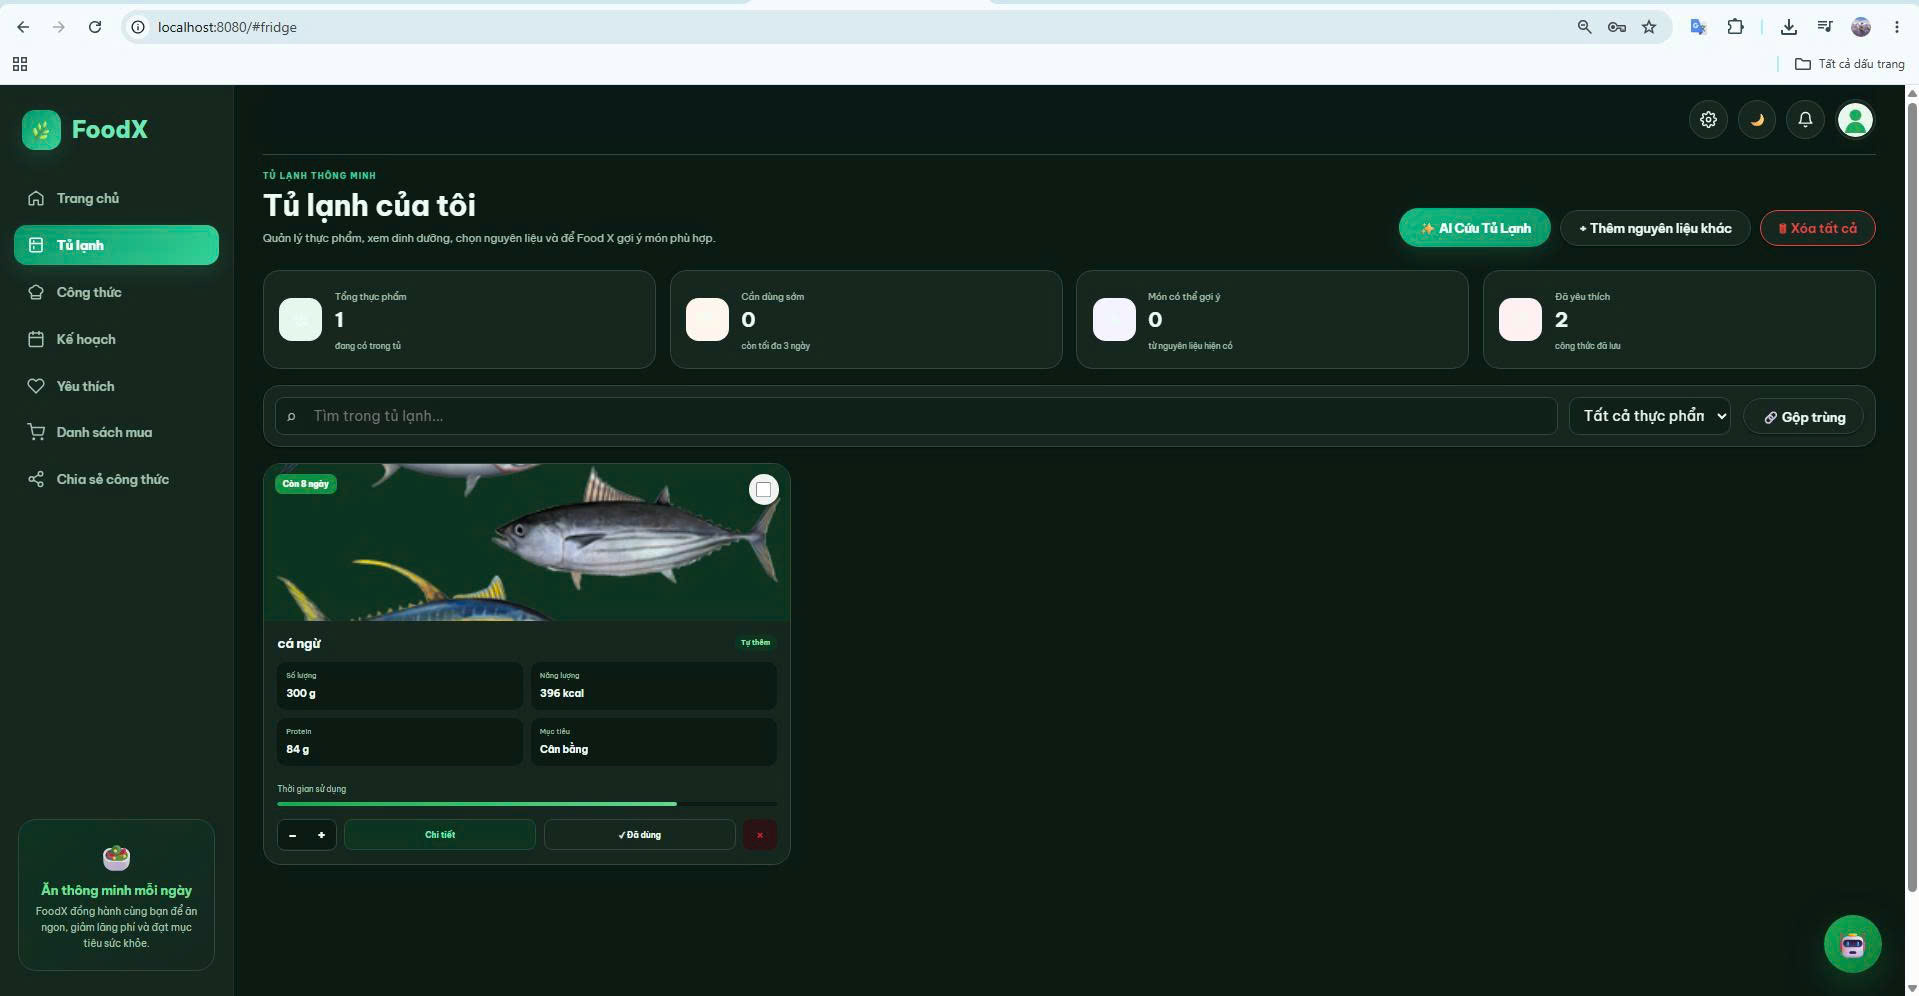 localhost:8080/#fridge
Tất cả dấu trang
FoodX
Trang chủ
Tủ lạnh
Công thức
Kế hoạch
Yêu thích
Danh sách mua
Chia sẻ công thức
Ăn thông minh mỗi ngày
FoodX đồng hành cùng bạn để ăn
ngon, giảm lãng phí và đạt mục
tiêu sức khỏe.
TỦ LẠNH THÔNG MINH
Tủ lạnh của tôi
Quản lý thực phẩm, xem dinh dưỡng, chọn nguyên liệu và để Food X gợi ý món phù hợp.
✨ AI Cứu Tủ Lạnh
+ Thêm nguyên liệu khác
Xóa tất cả
Tổng thực phẩm
1
đang có trong tủ
Cần dùng sớm
0
còn tối đa 3 ngày
Món có thể gợi ý
0
từ nguyên liệu hiện có
Đã yêu thích
2
công thức đã lưu
Tìm trong tủ lạnh...
Tất cả thực phẩm
Gộp trùng
Còn 8 ngày
cá ngừ
Tự thêm
Số lượng
300 g
Năng lượng
396 kcal
Protein
84 g
Mục tiêu
Cân bằng
Thời gian sử dụng
− +
Chi tiết
✓ Đã dùng
×